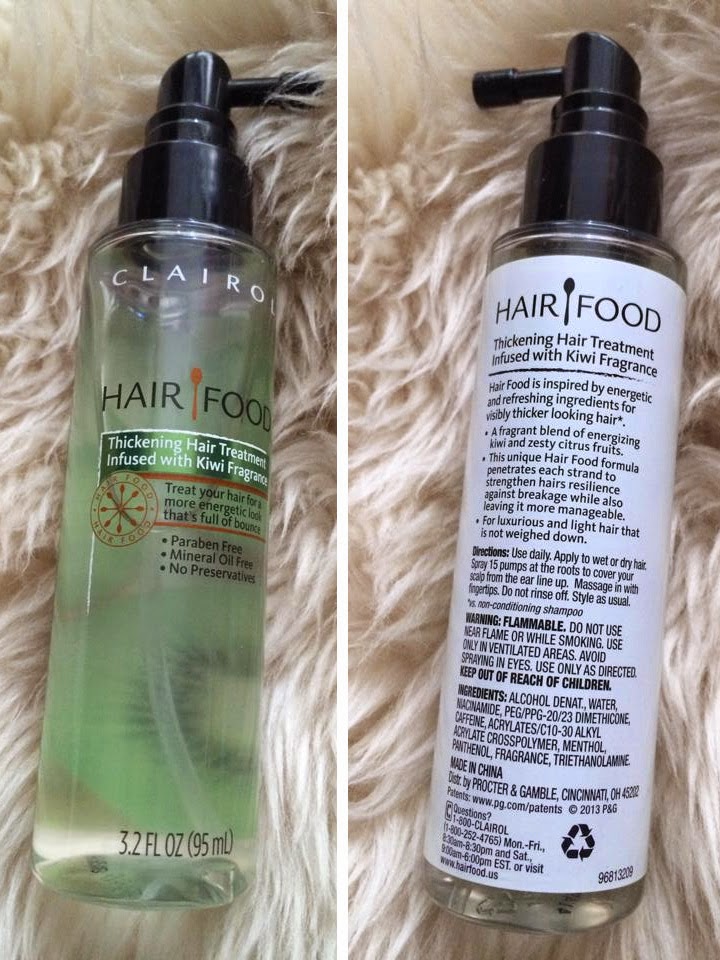 CLAIROL
HAIR FOOD
Thickening Hair Treatment
Infused with Kiwi Fragrance
HAIR FOOD
HAIR FOOD
Treat your hair for a
more energetic look
that's full of bounce
• Paraben Free
• Mineral Oil Free
• No Preservatives
3.2 FL OZ (95 mL)
HAIR FOOD
Thickening Hair Treatment
Infused with Kiwi Fragrance
Hair Food is inspired by energetic
and refreshing ingredients for
visibly thicker looking hair*.
• A fragrant blend of energizing
kiwi and zesty citrus fruits.
• This unique Hair Food formula
penetrates each strand to
strengthen hairs resilience
against breakage while also
leaving it more manageable.
• For luxurious and light hair that
is not weighed down.
Directions: Use daily. Apply to wet or dry hair.
Spray 15 pumps at the roots to cover your
scalp from the ear line up. Massage in with
fingertips. Do not rinse off. Style as usual.
*vs. non-conditioning shampoo
WARNING: FLAMMABLE. DO NOT USE
NEAR FLAME OR WHILE SMOKING. USE
ONLY IN VENTILATED AREAS. AVOID
SPRAYING IN EYES. USE ONLY AS DIRECTED.
KEEP OUT OF REACH OF CHILDREN.
INGREDIENTS: ALCOHOL DENAT., WATER,
NIACINAMIDE, PEG/PPG-20/23 DIMETHICONE,
CAFFEINE, ACRYLATES/C10-30 ALKYL
ACRYLATE CROSSPOLYMER, MENTHOL,
PANTHENOL, FRAGRANCE, TRIETHANOLAMINE.
MADE IN CHINA
Distr. by PROCTER & GAMBLE, CINCINNATI, OH 45202
Patents: www.pg.com/patents © 2013 P&G
Questions?
1-800-CLAIROL
(1-800-252-4765) Mon.-Fri.,
8:30am-8:30pm and Sat.,
9:00am-6:00pm EST. or visit
www.hairfood.us
96813209